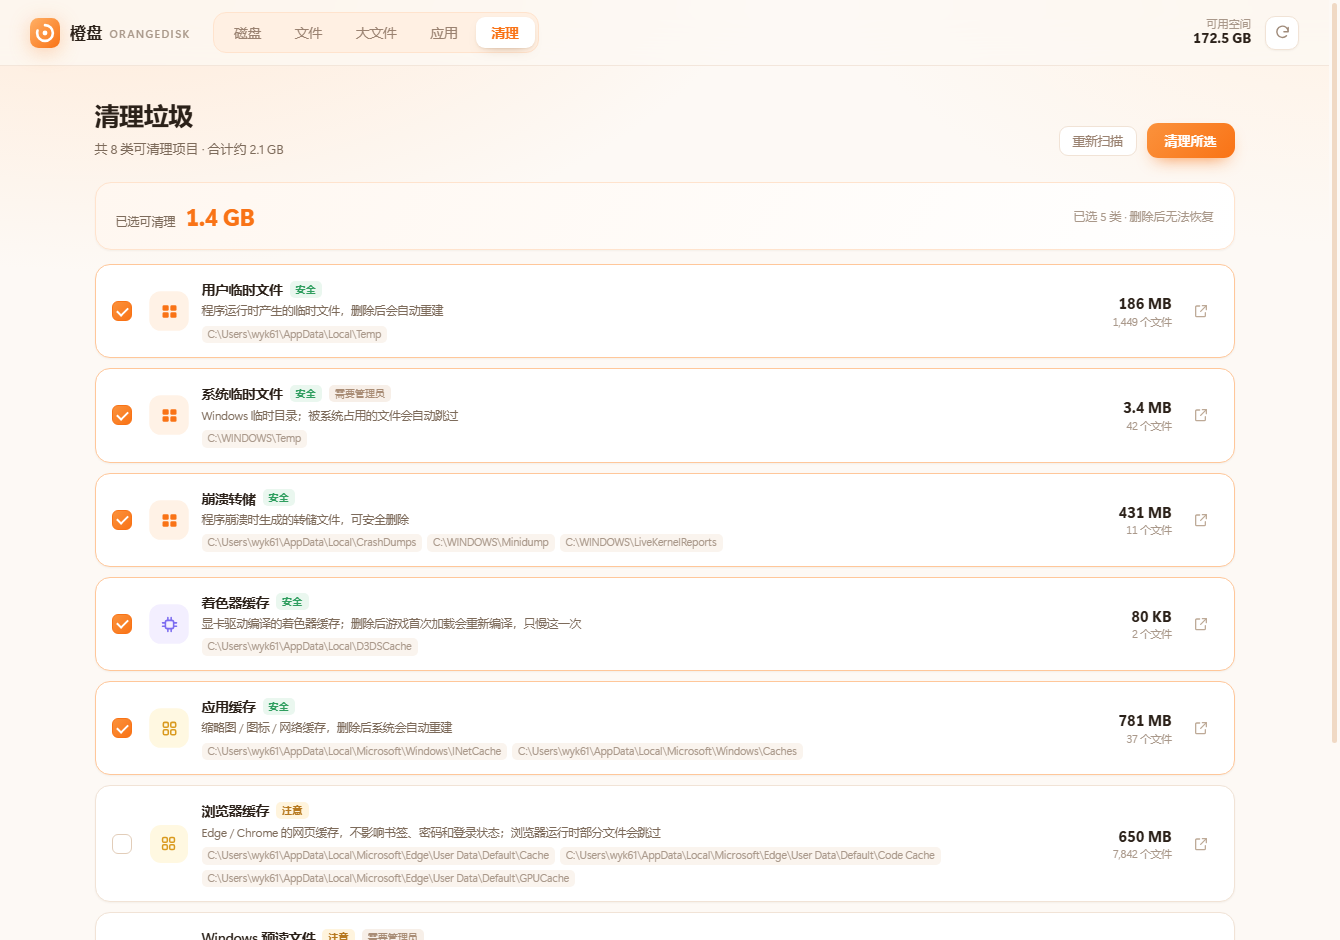 橙盘 ORANGEDISK 磁盘 文件 大文件 应用 清理
可用空间
172.5 GB
清理垃圾
共 8 类可清理项目 · 合计约 2.1 GB
重新扫描 清理所选
已选可清理 1.4 GB 已选 5 类 · 删除后无法恢复
用户临时文件 安全
程序运行时产生的临时文件，删除后会自动重建
C:\Users\wyk61\AppData\Local\Temp
186 MB
1,449 个文件
系统临时文件 安全 需要管理员
Windows 临时目录；被系统占用的文件会自动跳过
C:\WINDOWS\Temp
3.4 MB
42 个文件
崩溃转储 安全
程序崩溃时生成的转储文件，可安全删除
C:\Users\wyk61\AppData\Local\CrashDumps C:\WINDOWS\Minidump C:\WINDOWS\LiveKernelReports
431 MB
11 个文件
着色器缓存 安全
显卡驱动编译的着色器缓存；删除后游戏首次加载会重新编译，只慢这一次
C:\Users\wyk61\AppData\Local\D3DSCache
80 KB
2 个文件
应用缓存 安全
缩略图 / 图标 / 网络缓存，删除后系统会自动重建
C:\Users\wyk61\AppData\Local\Microsoft\Windows\INetCache C:\Users\wyk61\AppData\Local\Microsoft\Windows\Caches
781 MB
37 个文件
浏览器缓存 注意
Edge / Chrome 的网页缓存，不影响书签、密码和登录状态；浏览器运行时部分文件会跳过
C:\Users\wyk61\AppData\Local\Microsoft\Edge\User Data\Default\Cache C:\Users\wyk61\AppData\Local\Microsoft\Edge\User Data\Default\Code Cache
C:\Users\wyk61\AppData\Local\Microsoft\Edge\User Data\Default\GPUCache
650 MB
7,842 个文件
Windows 预读文件 注意 需要管理员